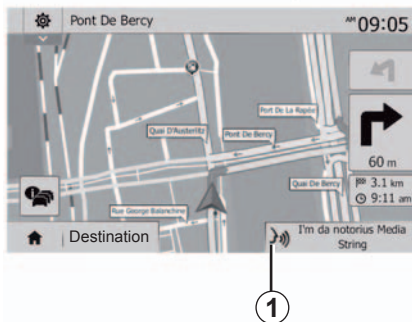 Pont De Bercy
AM 09:05
Port De La Rapée
Quai D'Austerlitz
Pont De Bercy
60 m
Quai De Bercy
3.1 km
9:11 am
Rue George Balanchine
Destination
I'm da notorius Media
String
1